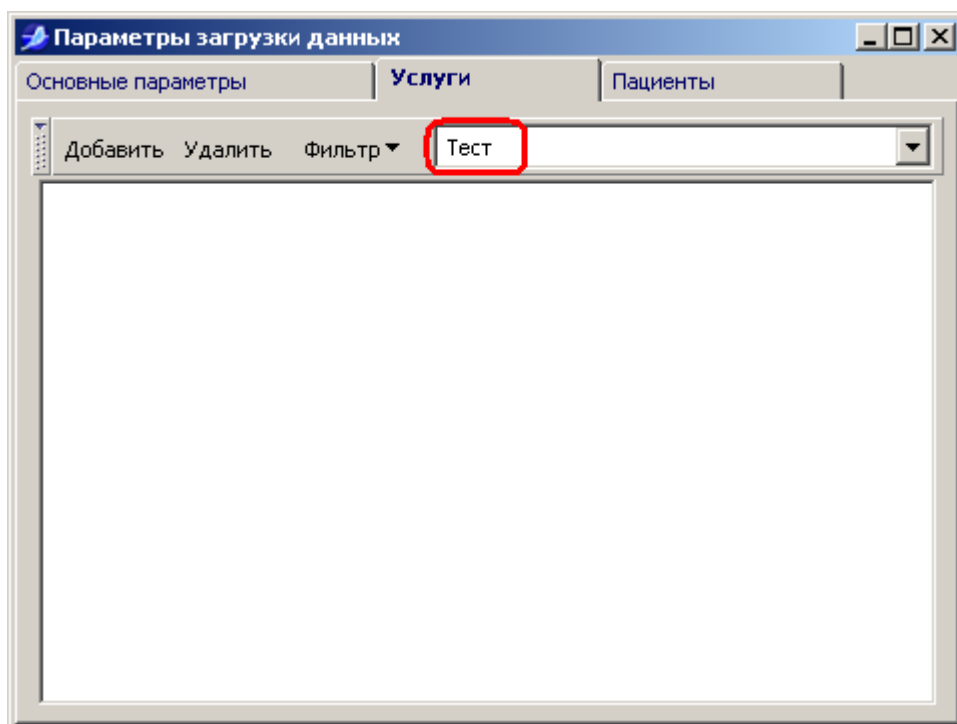 Параметры загрузки данных
Основные параметры Услуги Пациенты
Добавить Удалить Фильтр Тест